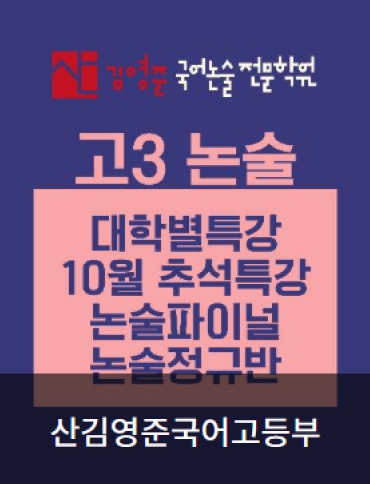 산 김영준 국어논술전문학원
고3 논술
대학별특강
10월 추석특강
논술파이널
논술정규반
산김영준국어고등부